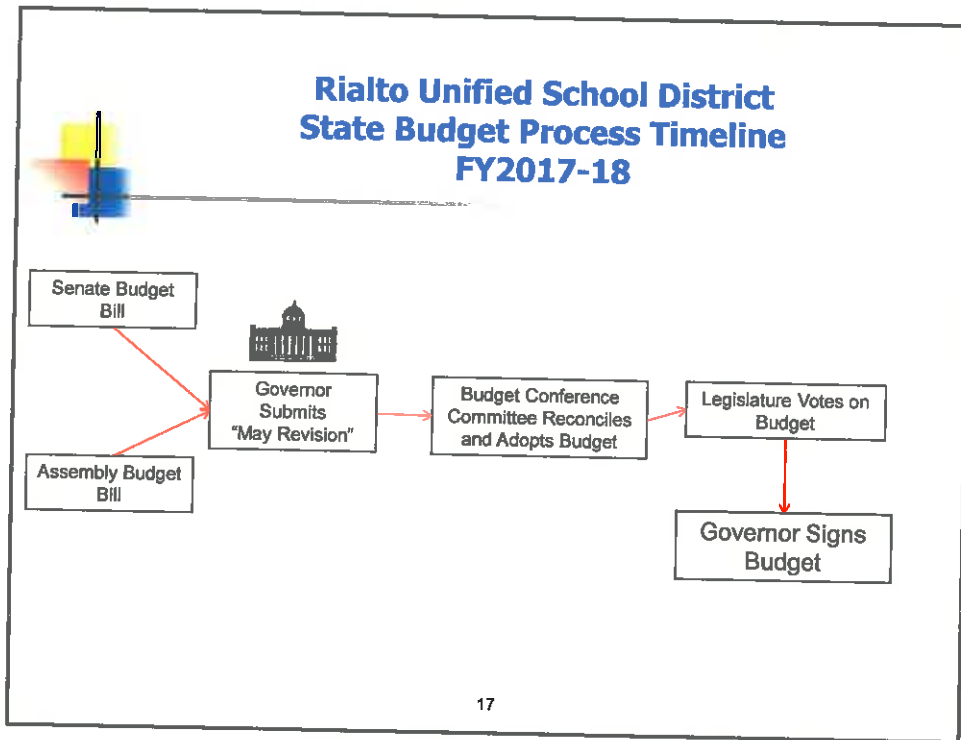 Rialto Unified School District
State Budget Process Timeline
FY2017-18
Senate Budget
Bill
Assembly Budget
Bill
Governor
Submits
“May Revision”
Budget Conference
Committee Reconciles
and Adopts Budget
Legislature Votes on
Budget
Governor Signs
Budget
17